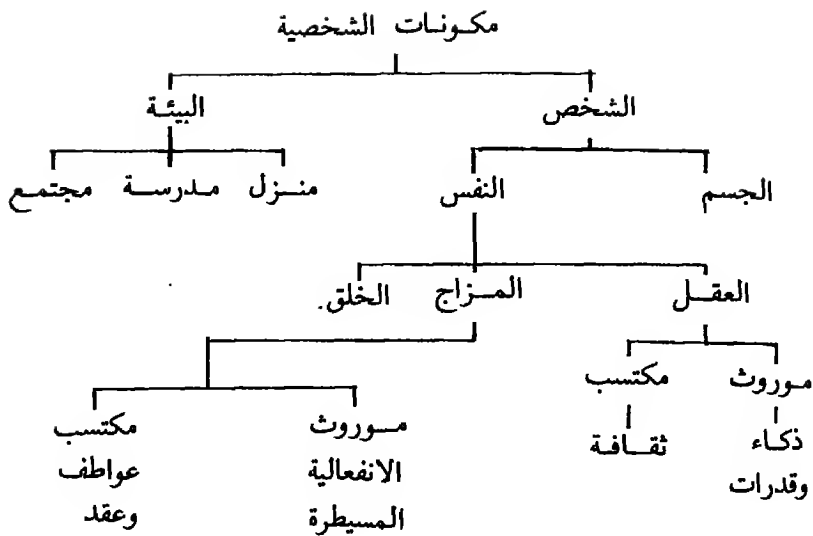 مكونات الشخصية
الشخص
البيئة
الجسم
النفس
منزل
مدرسة
مجتمع
العقل
المزاج
الخلق.
موروث
مكتسب
ذكاء
وقدرات
ثقافة
موروث
الانفعالية
المسيطرة
مكتسب
عواطف
وعقد